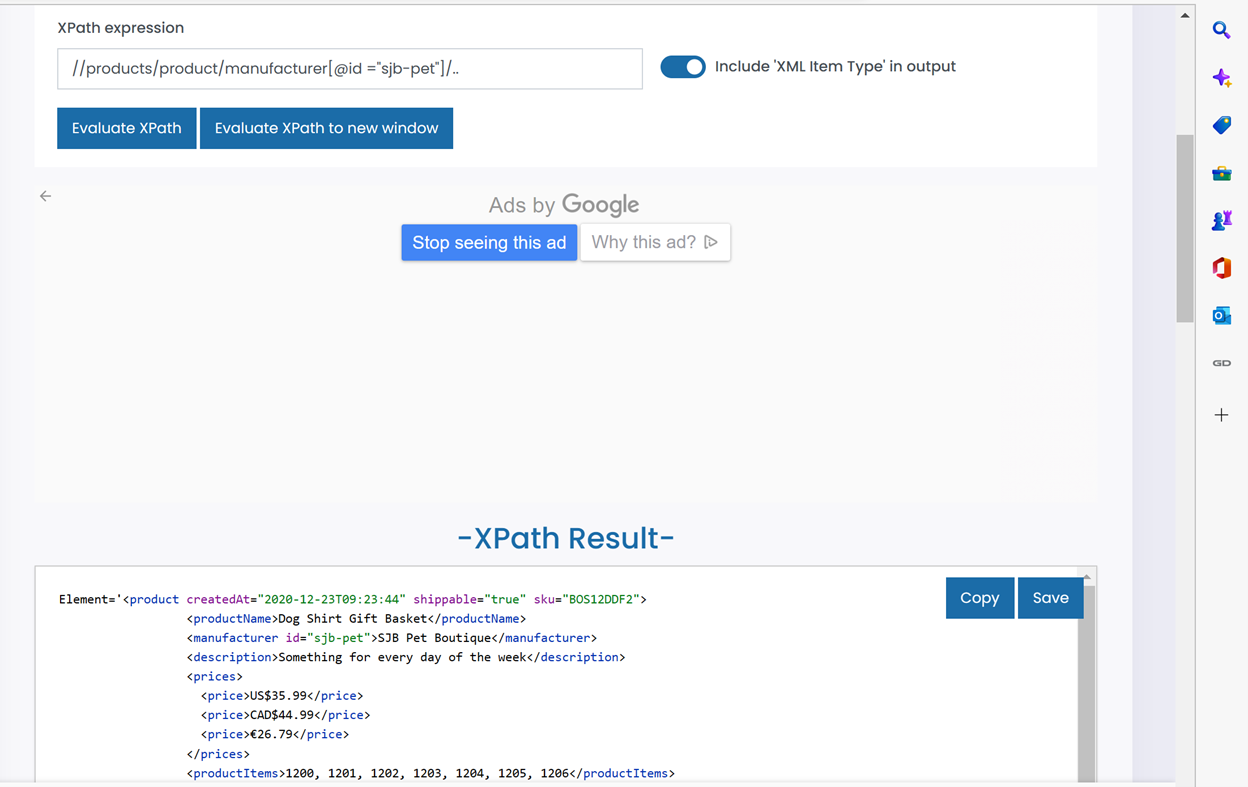 XPath expression
//products/product/manufacturer[@id ="sjb-pet"]/..
Include 'XML Item Type' in output
Evaluate XPath
Evaluate XPath to new window
Ads by Google
Stop seeing this ad
Why this ad?
-XPath Result-
Copy
Save
Element='<product createdAt="2020-12-23T09:23:44" shippable="true" sku="BOS12DDF2">
<productName>Dog Shirt Gift Basket</productName>
<manufacturer id="sjb-pet">SJB Pet Boutique</manufacturer>
<description>Something for every day of the week</description>
<prices>
<price>US$35.99</price>
<price>CAD$44.99</price>
<price>€26.79</price>
</prices>
<productItems>1200, 1201, 1202, 1203, 1204, 1205, 1206</productItems>
GD